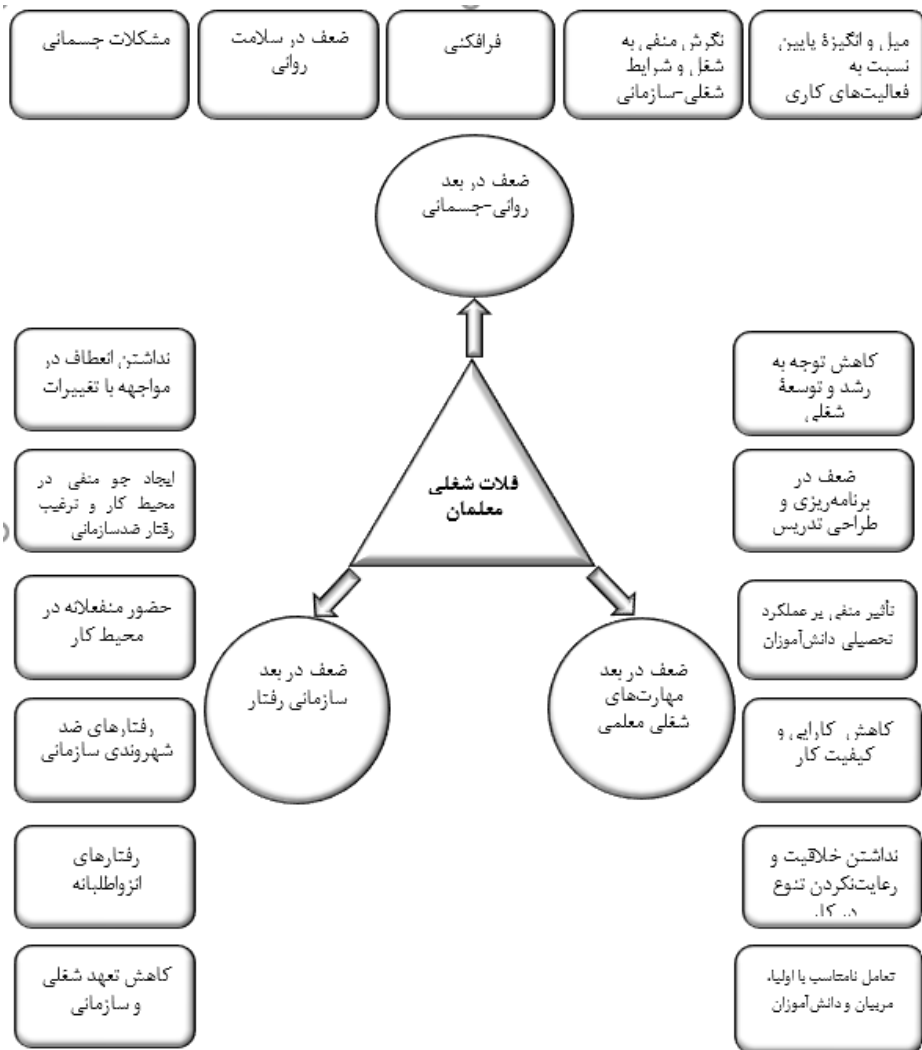 میل و انگیزۀ پایین
نسبت به
فعالیت‌های کاری
نگرش منفی به
شغل و شرایط
شغلی-سازمانی
فرافکنی
ضعف در سلامت
روانی
مشکلات جسمانی
ضعف در بعد
روانی-جسمانی
کاهش توجه به
رشد و توسعۀ
شغلی
ضعف در
برنامه‌ریزی و
طراحی تدریس
تأثیر منفی بر عملکرد
تحصیلی دانش‌آموزان
کاهش کارایی و
کیفیت کار
نداشتن خلاقیت و
رعایت‌نکردن تنوع
در کار
تعامل نامتناسب با اولیا،
مربیان و دانش‌آموزان
فلات شغلی
معلمان
ضعف در بعد
مهارت‌های
شغلی معلمی
ضعف در بعد
سازمانی رفتار
نداشتن انعطاف در
مواجهه با تغییرات
ایجاد جو منفی در
محیط کار و ترغیب
رفتار ضدسازمانی
حضور منفعلانه در
محیط کار
رفتارهای ضد
شهروندی سازمانی
رفتارهای
انزواطلبانه
کاهش تعهد شغلی
و سازمانی